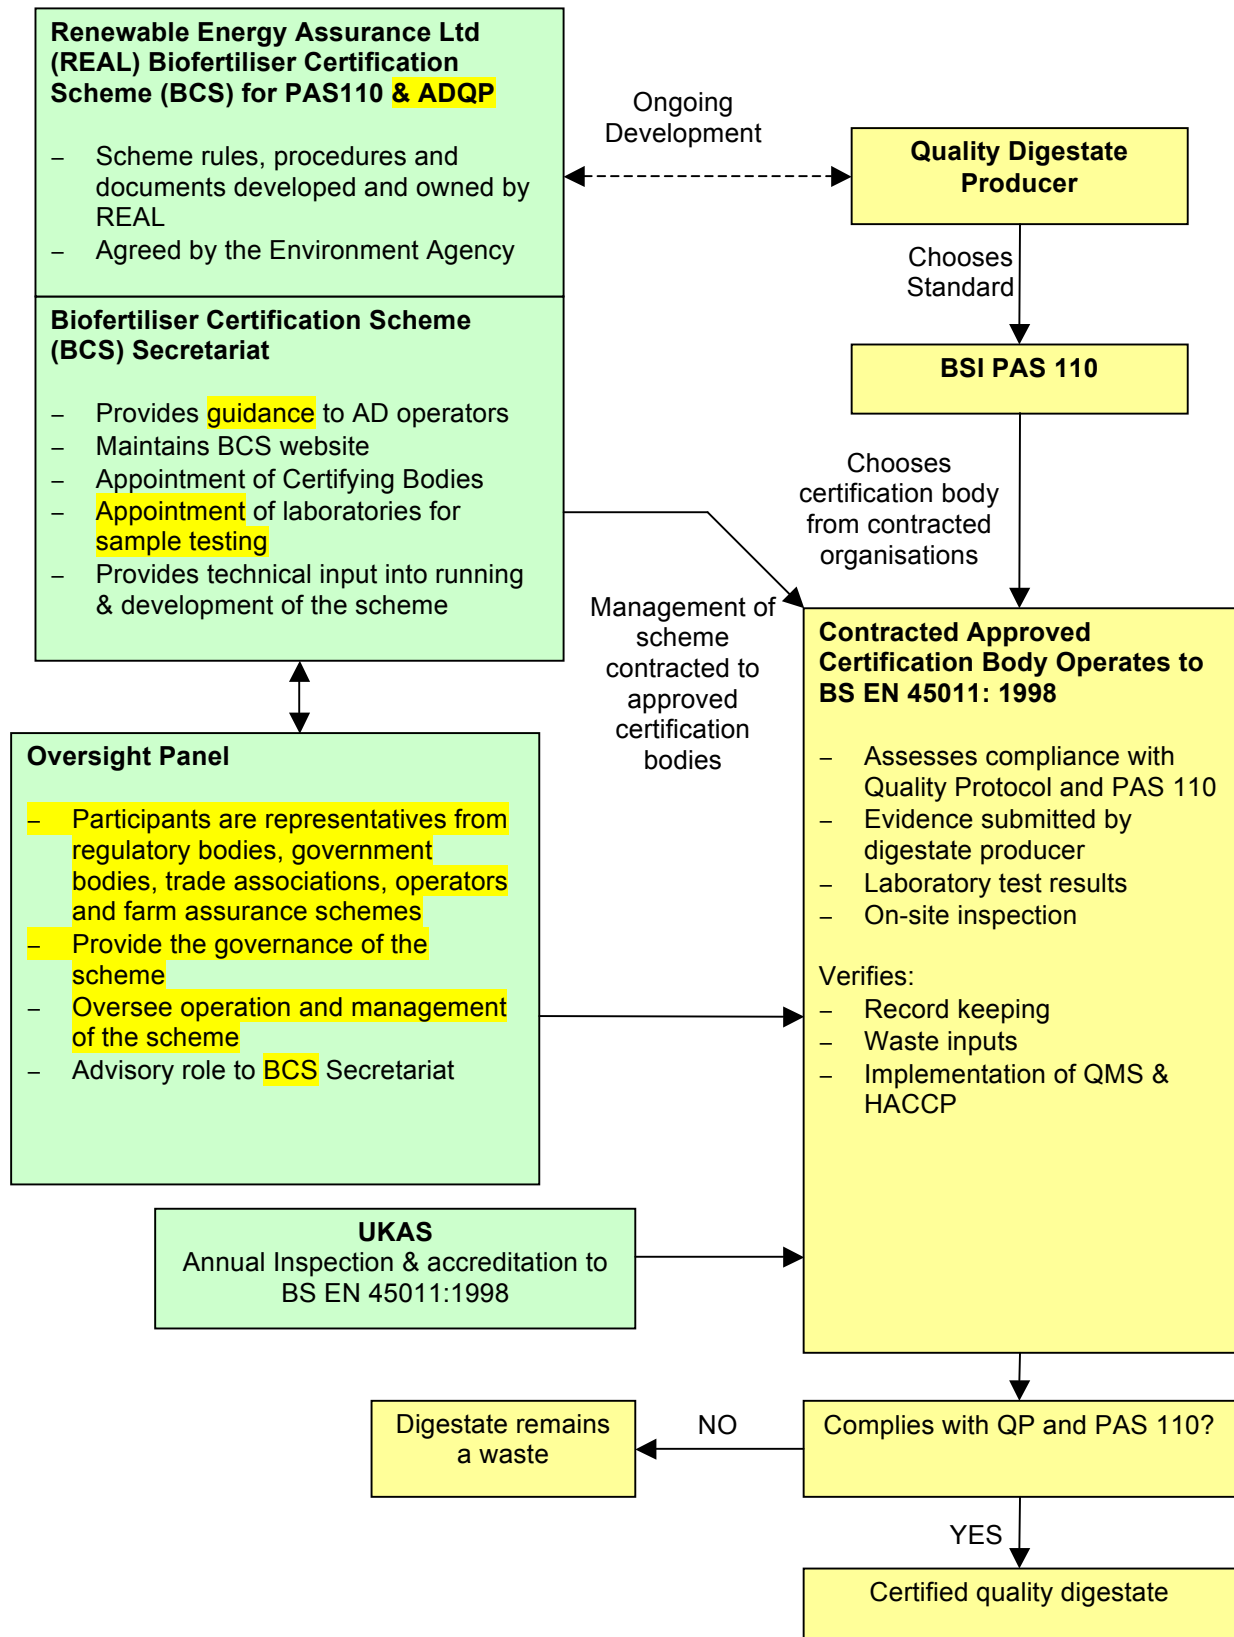 Renewable Energy Assurance Ltd
(REAL) Biofertiliser Certification
Scheme (BCS) for PAS110 & ADQP
– Scheme rules, procedures and
documents developed and owned by
REAL
– Agreed by the Environment Agency
Biofertiliser Certification Scheme
(BCS) Secretariat
– Provides guidance to AD operators
– Maintains BCS website
– Appointment of Certifying Bodies
– Appointment of laboratories for
sample testing
– Provides technical input into running
& development of the scheme
Ongoing
Development
Quality Digestate
Producer
Chooses
Standard
BSI PAS 110
Chooses
certification body
from contracted
organisations
Management of
scheme
contracted to
approved
certification
bodies
Oversight Panel
– Participants are representatives from
regulatory bodies, government
bodies, trade associations, operators
and farm assurance schemes
– Provide the governance of the
scheme
– Oversee operation and management
of the scheme
– Advisory role to BCS Secretariat
Contracted Approved
Certification Body Operates to
BS EN 45011: 1998
– Assesses compliance with
Quality Protocol and PAS 110
– Evidence submitted by
digestate producer
– Laboratory test results
– On-site inspection
Verifies:
– Record keeping
– Waste inputs
– Implementation of QMS &
HACCP
UKAS
Annual Inspection & accreditation to
BS EN 45011:1998
Complies with QP and PAS 110?
NO
Digestate remains
a waste
YES
Certified quality digestate